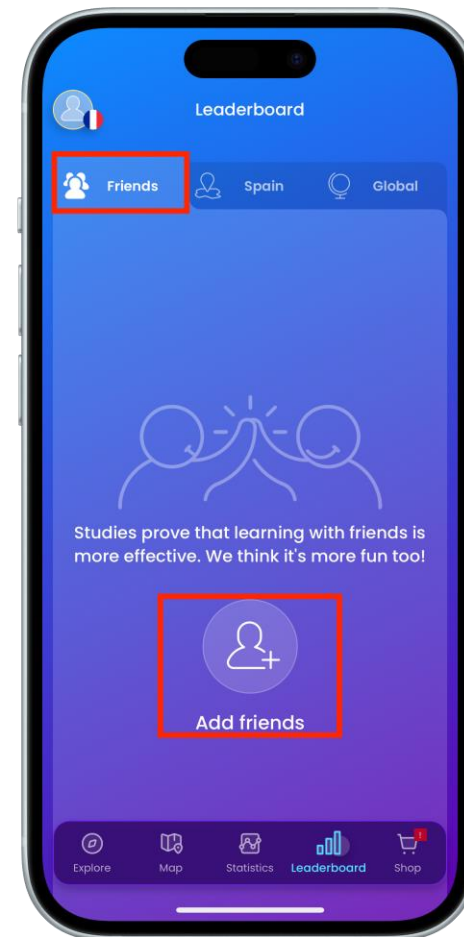 Leaderboard
Friends Spain Global
Studies prove that learning with friends is
more effective. We think it's more fun too!
Add friends
Explore Map Statistics Leaderboard Shop